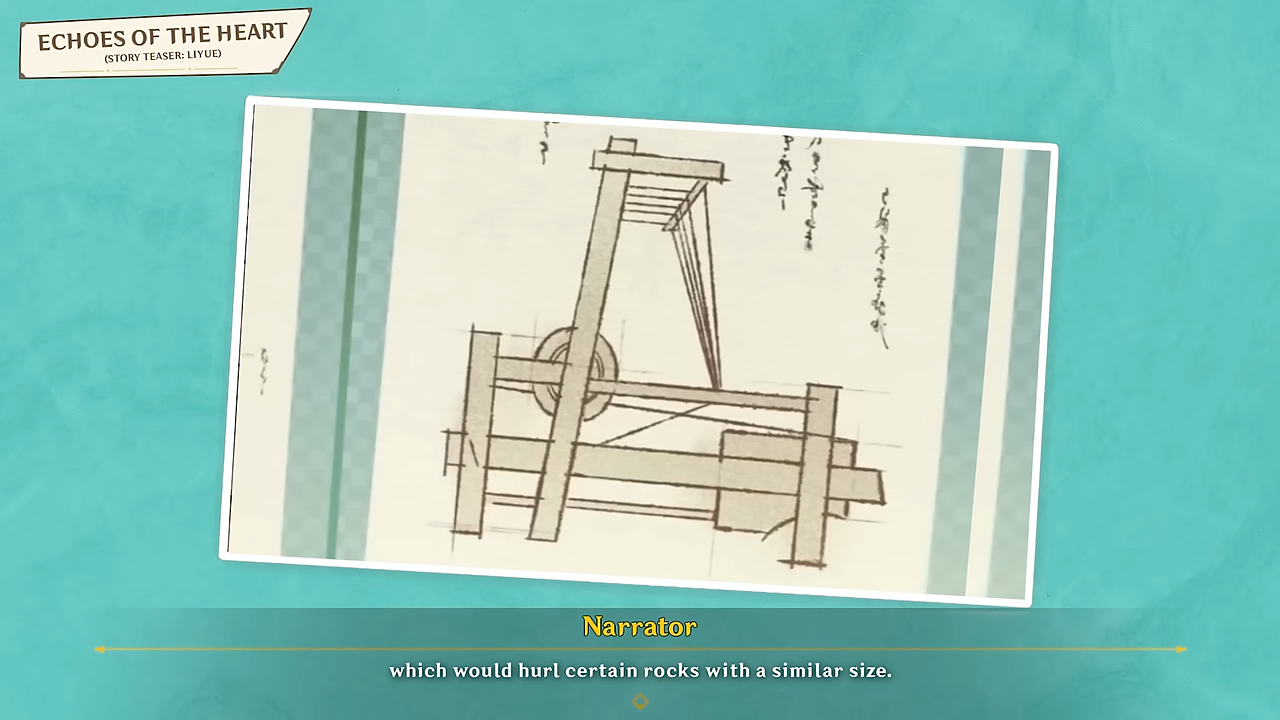 ECHOES OF THE HEART
(STORY TEASER: LIYUE)
Narrator
which would hurl certain rocks with a similar size.